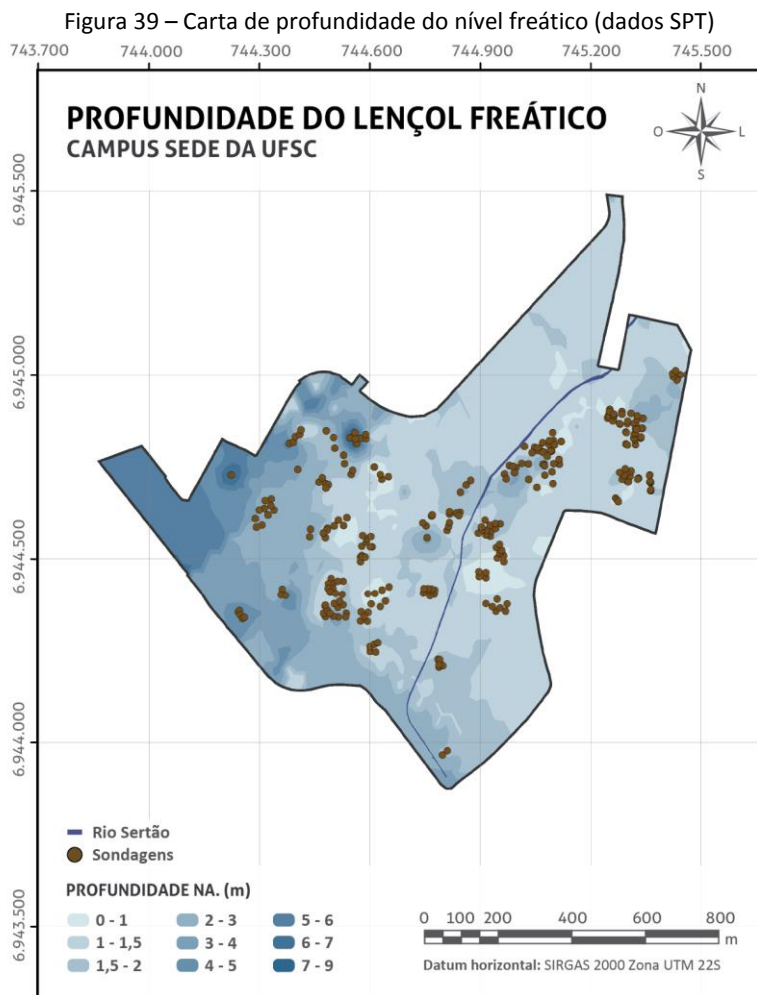 Figura 39 – Carta de profundidade do nível freático (dados SPT)
743.700 744.000 744.300 744.600 744.900 745.200 745.500
PROFUNDIDADE DO LENÇOL FREÁTICO
CAMPUS SEDE DA UFSC
N
O L
S
6.945.500
6.945.000
6.944.500
6.944.000
6.943.500
Rio Sertão
Sondagens
PROFUNDIDADE NA. (m)
0 - 1 2 - 3 5 - 6
1 - 1,5 3 - 4 6 - 7
1,5 - 2 4 - 5 7 - 9
0 100 200 400 600 800
m
Datum horizontal: SIRGAS 2000 Zona UTM 22S